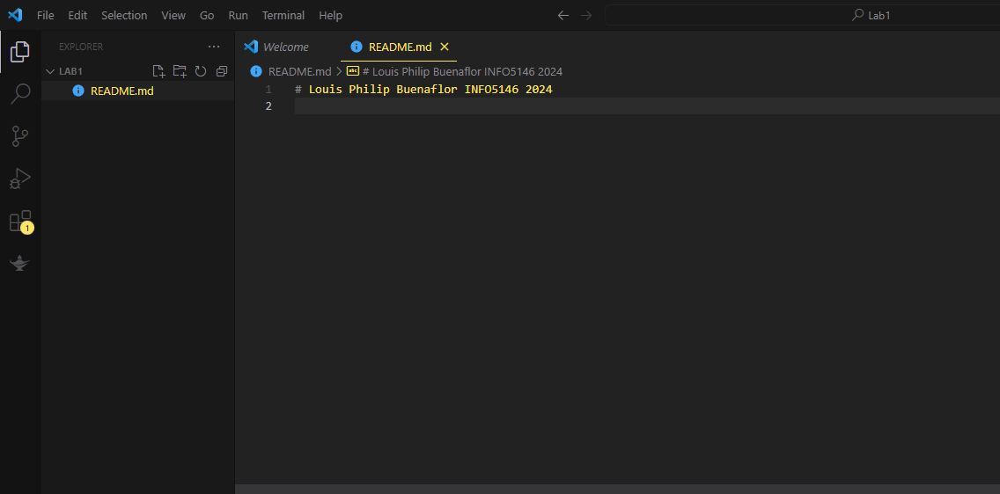 File Edit Selection View Go Run Terminal Help
Lab1
EXPLORER
LAB1
README.md
1
Welcome
README.md
README.md > # Louis Philip Buenaflor INFO5146 2024
1 # Louis Philip Buenaflor INFO5146 2024
2